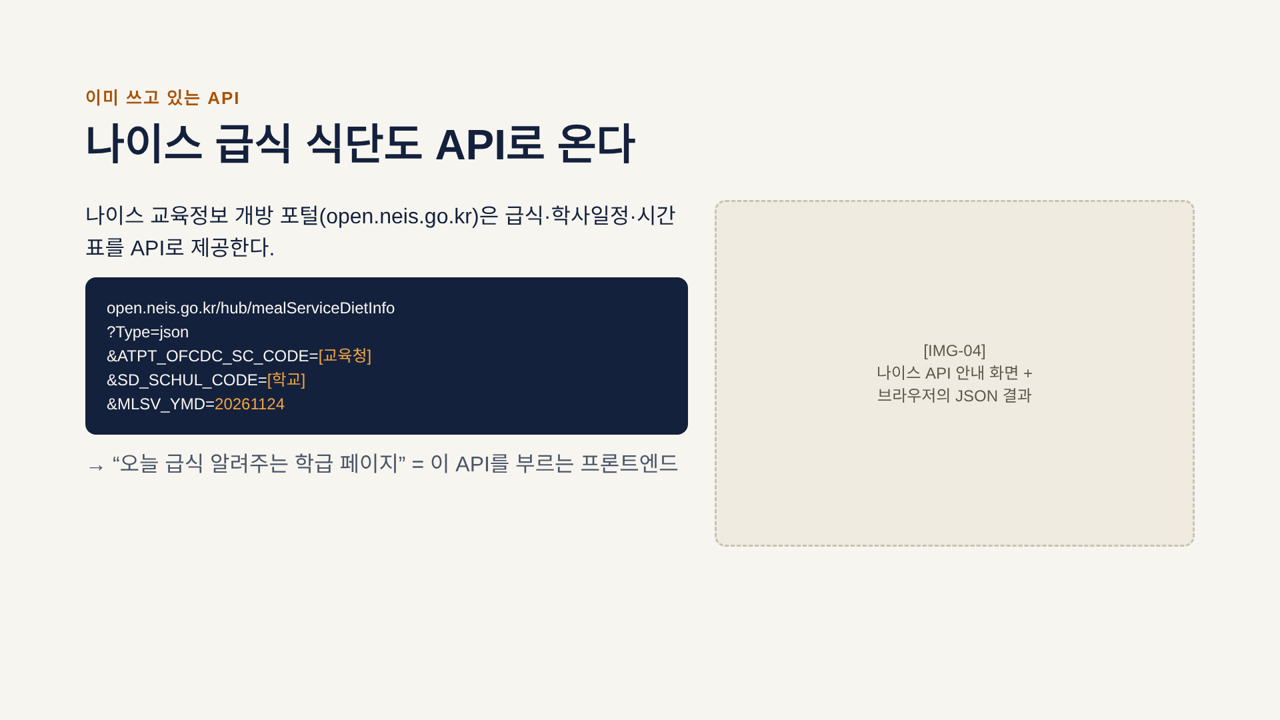 이미 쓰고 있는 API
나이스 급식 식단도 API로 온다
나이스 교육정보 개방 포털(open.neis.go.kr)은 급식·학사일정·시간
표를 API로 제공한다.
open.neis.go.kr/hub/mealServiceDietInfo
?Type=json
&ATPT_OFCDC_SC_CODE=[교육청]
&SD_SCHUL_CODE=[학교]
&MLSV_YMD=20261124
→ “오늘 급식 알려주는 학급 페이지” = 이 API를 부르는 프론트엔드
[IMG-04]
나이스 API 안내 화면 +
브라우저의 JSON 결과